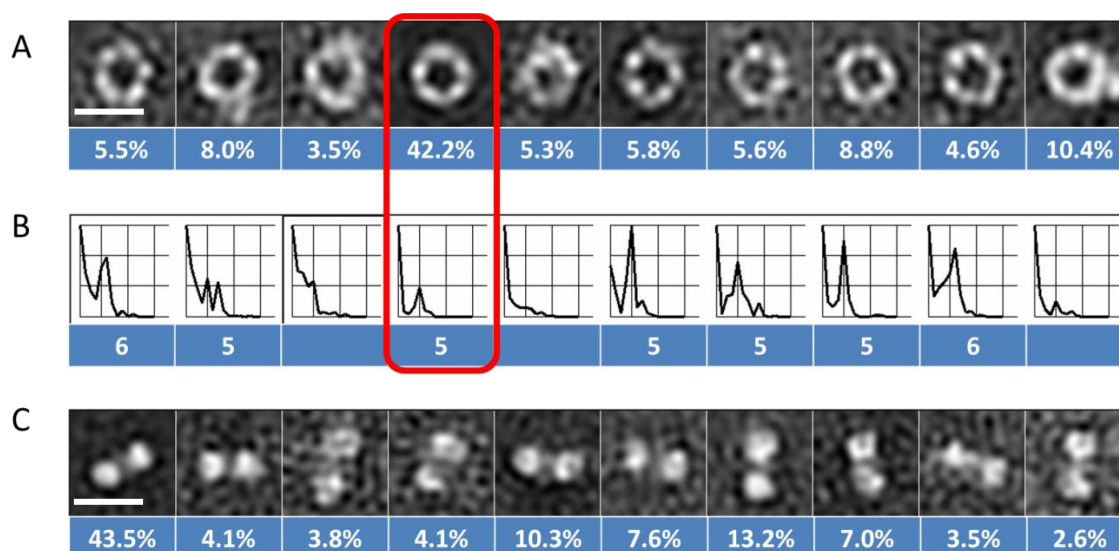 A
5.5% 8.0% 3.5% 42.2% 5.3% 5.8% 5.6% 8.8% 4.6% 10.4%
B
6 5 5 5 5 5 6
C
43.5% 4.1% 3.8% 4.1% 10.3% 7.6% 13.2% 7.0% 3.5% 2.6%